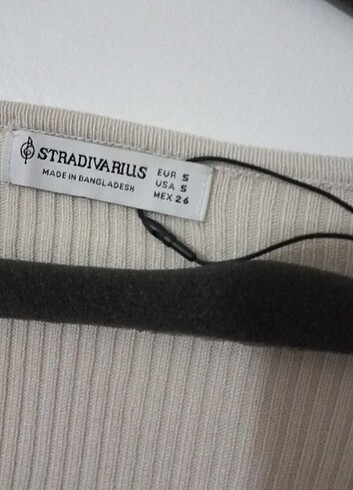 STRADIVARIUS
MADE IN BANGLADESH
EUR S
USA S
MEX 26